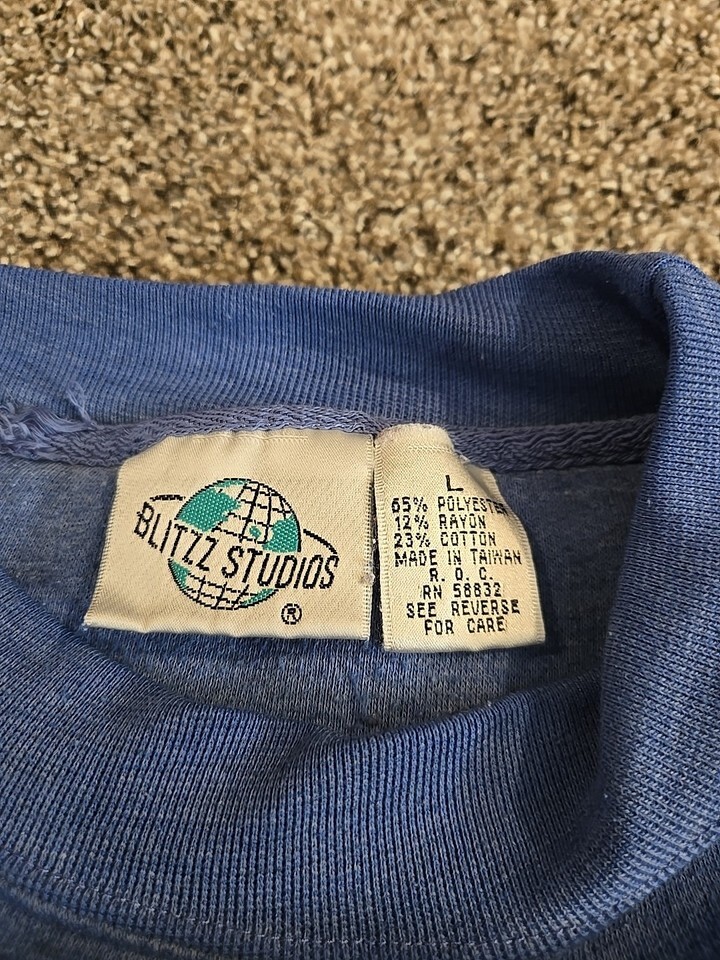 BLITZZ STUDIOS
®
L
65% POLYESTER
12% RAYON
23% COTTON
MADE IN TAIWAN
R. O. C.
RN 58832
SEE REVERSE
FOR CARE